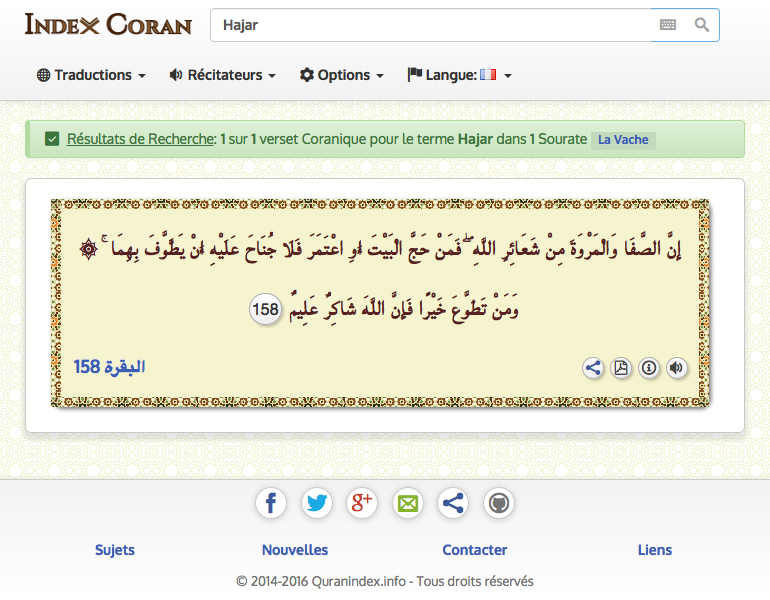 Index Coran
Hajar
Traductions
Récitateurs
Options
Langue:
Résultats de Recherche: 1 sur 1 verset Coranique pour le terme Hajar dans 1 Sourate La Vache
إِنَّ الصَّفَا وَالْمَرْوَةَ مِنْ شَعَائِرِ اللَّهِ ۖ فَمَنْ حَجَّ الْبَيْتَ أَوِ اعْتَمَرَ فَلَا جُنَاحَ عَلَيْهِ أَنْ يَطَّوَّفَ بِهِمَا ۚ ۞
وَمَنْ تَطَوَّعَ خَيْرًا فَإِنَّ اللَّهَ شَاكِرٌ عَلِيمٌ 158
البقرة 158
Sujets
Nouvelles
Contacter
Liens
© 2014-2016 Quranindex.info - Tous droits réservés